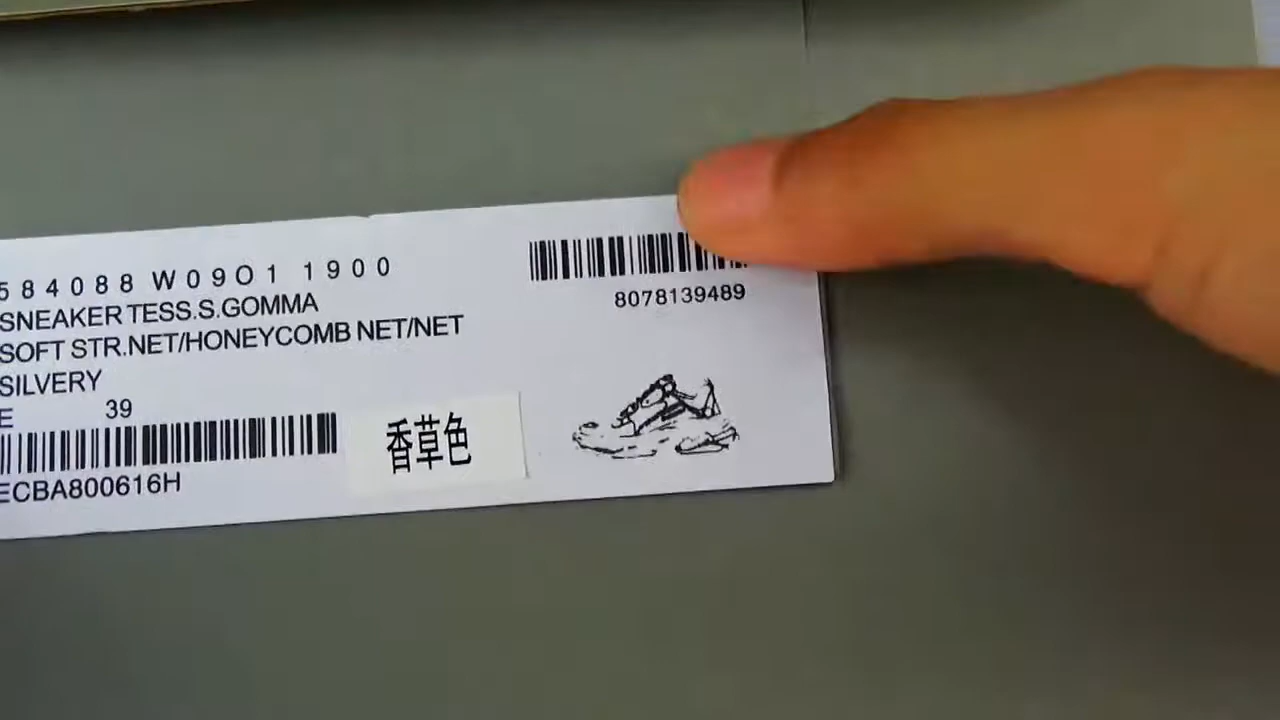 584088 W09O1 1900
SNEAKER TESS.S.GOMMA
SOFT STR.NET/HONEYCOMB NET/NET
SILVERY
E 39
ECBA800616H
8078139489
香草色